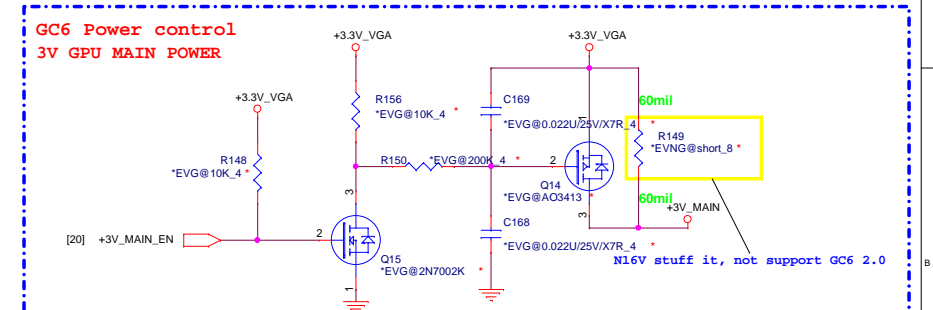 GC6 Power control
3V GPU MAIN POWER
+3.3V_VGA
+3.3V_VGA
+3.3V_VGA
R156
*EVG@10K_4 *
C169
*EVG@0.022U/25V/X7R_4 *
60mil
R149
*EVNG@short_8 *
1
R148
*EVG@10K_4 *
R150
*EVG@200K_4 *
2
Q14
*EVG@AO3413 *
3
60mil
+3V_MAIN
3
C168
*EVG@0.022U/25V/X7R_4 *
[20] +3V_MAIN_EN
2
Q15
*EVG@2N7002K *
1
N16V stuff it, not support GC6 2.0
B